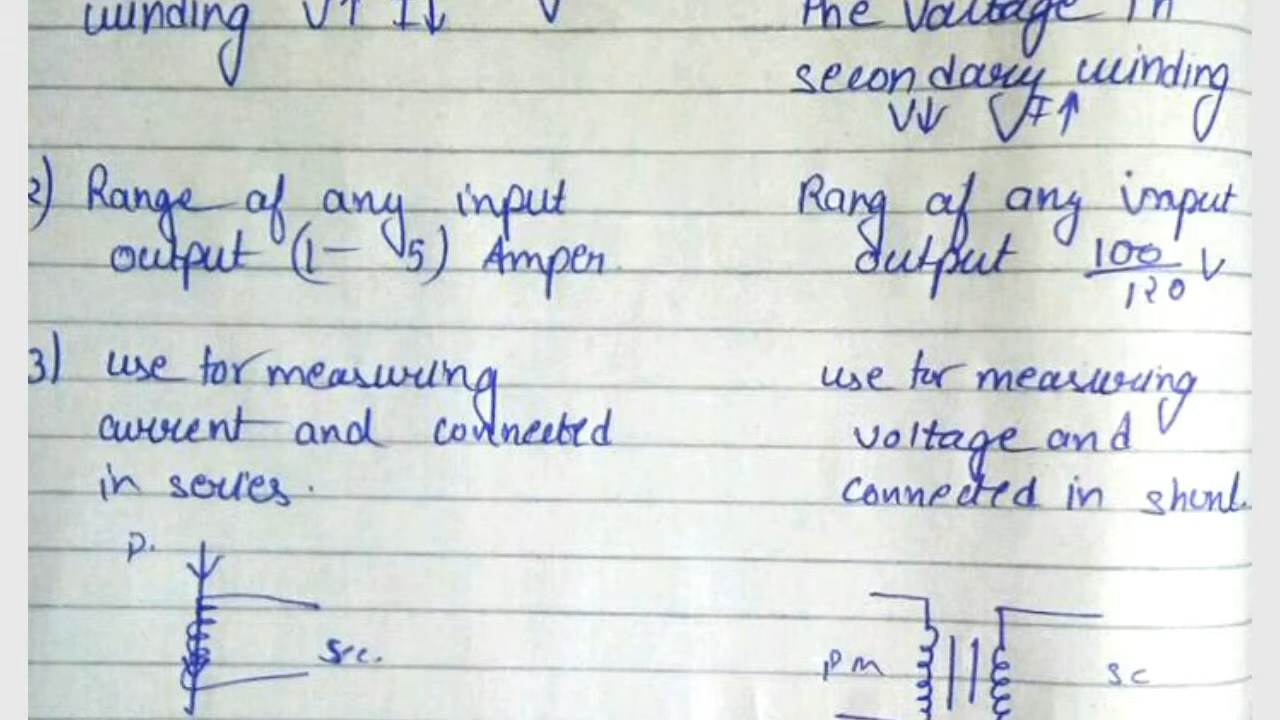 winding V↑ I↓
the voltage in
secondary winding
V↓ I↑
2) Range of any input
output (1 - 5) Amper
Rang of any imput
output 100/120 V
3) use for measuring
current and connected
in series.
use for measuring
voltage and
connected in shunt.
P.
Src.
Pm
Sc